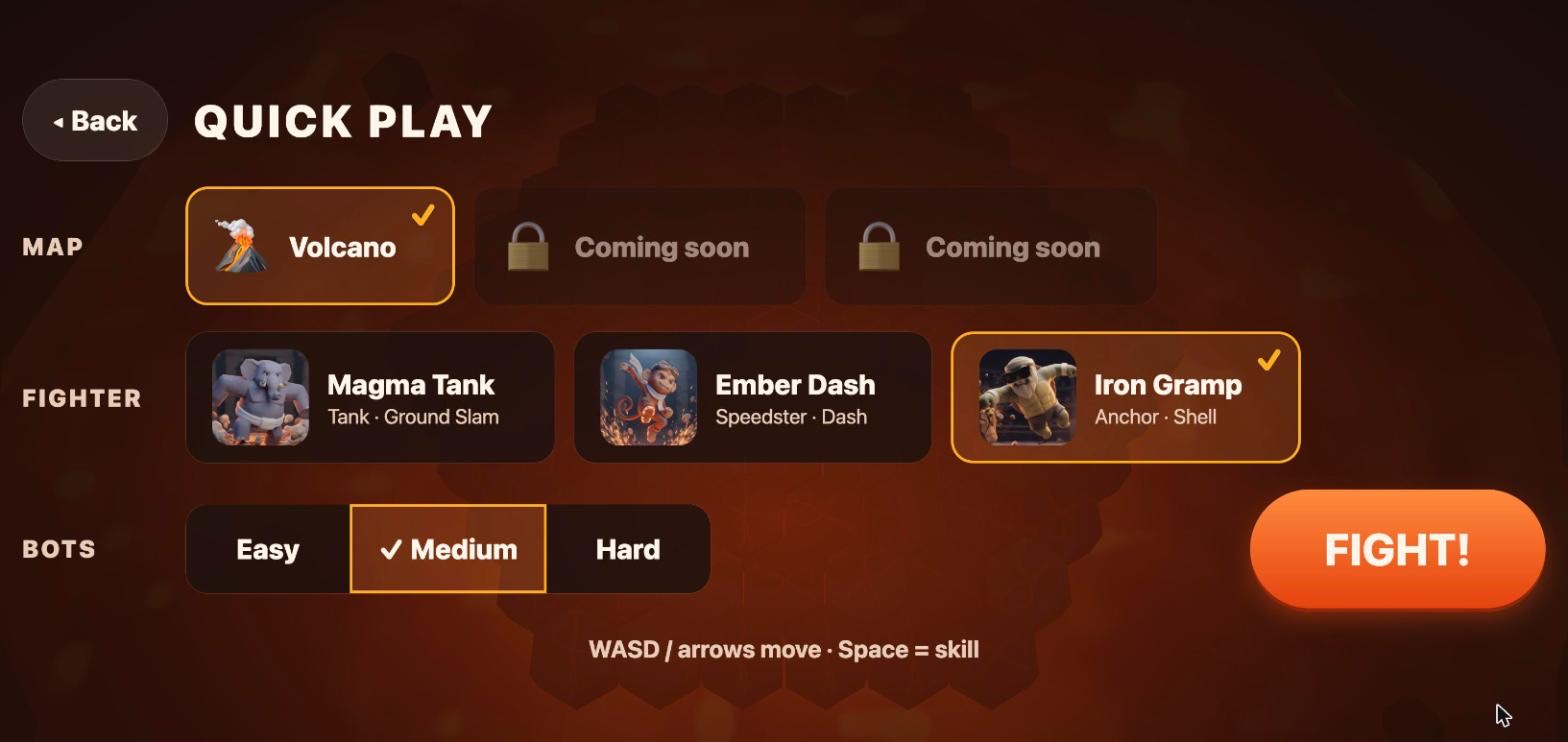 ◂ Back
QUICK PLAY
MAP
Volcano
Coming soon
Coming soon
FIGHTER
Magma Tank
Tank · Ground Slam
Ember Dash
Speedster · Dash
Iron Gramp
Anchor · Shell
BOTS
Easy
✓ Medium
Hard
FIGHT!
WASD / arrows move · Space = skill